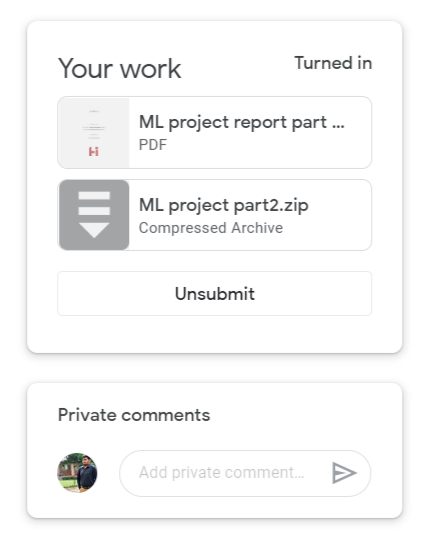 Your work
Turned in
ML project report part ...
PDF
ML project part2.zip
Compressed Archive
Unsubmit
Private comments
Add private comment...